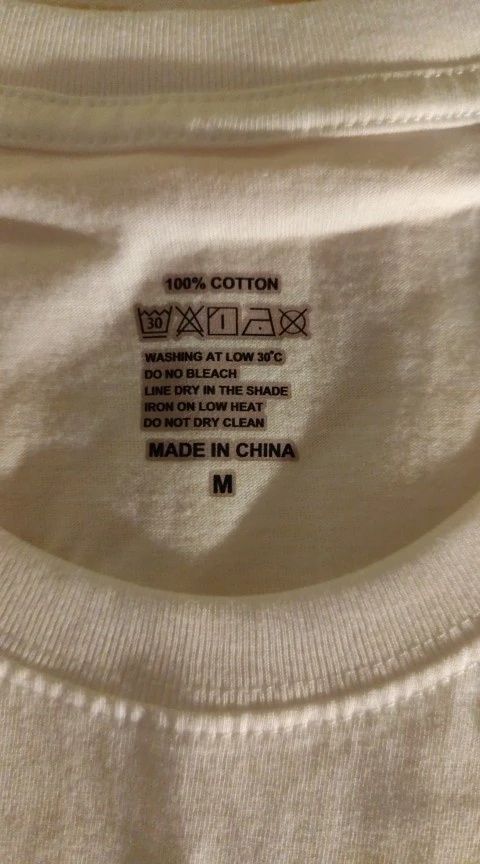 100% COTTON
30
WASHING AT LOW 30°C
DO NO BLEACH
LINE DRY IN THE SHADE
IRON ON LOW HEAT
DO NOT DRY CLEAN
MADE IN CHINA
M